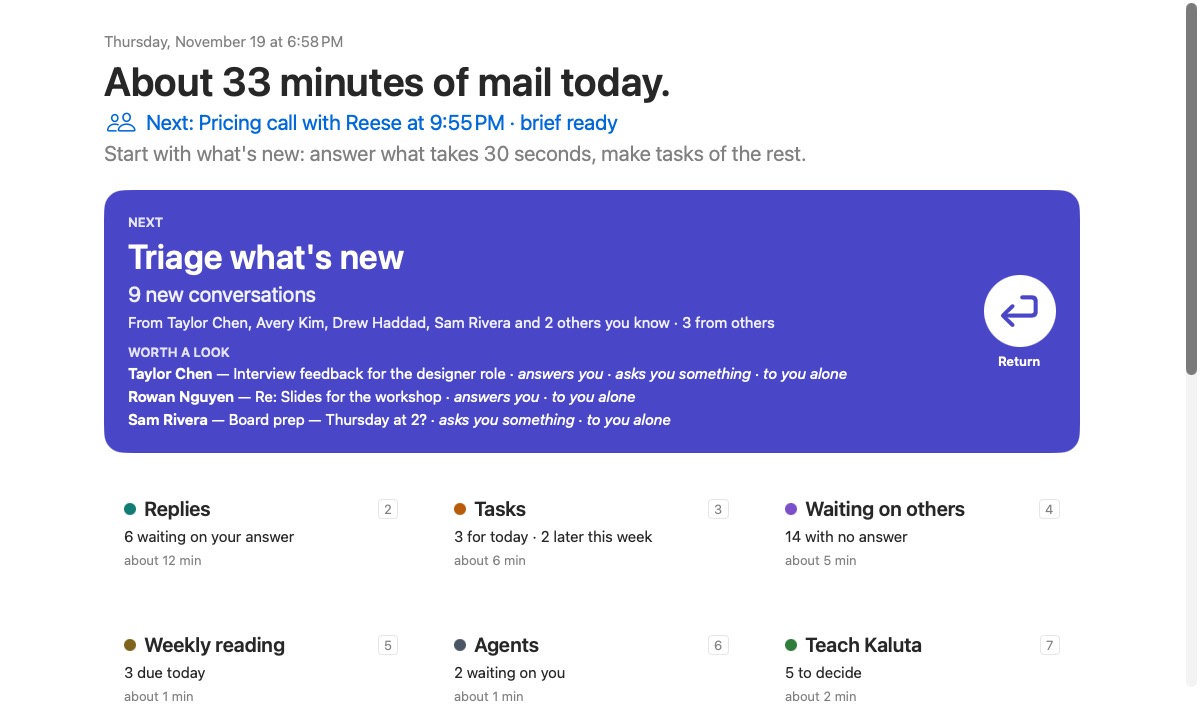 Thursday, November 19 at 6:58 PM
About 33 minutes of mail today.
Next: Pricing call with Reese at 9:55 PM · brief ready
Start with what's new: answer what takes 30 seconds, make tasks of the rest.
NEXT
Triage what's new
9 new conversations
From Taylor Chen, Avery Kim, Drew Haddad, Sam Rivera and 2 others you know · 3 from others
WORTH A LOOK
Taylor Chen — Interview feedback for the designer role · answers you · asks you something · to you alone
Rowan Nguyen — Re: Slides for the workshop · answers you · to you alone
Sam Rivera — Board prep — Thursday at 2? · asks you something · to you alone
Return
Replies 2
6 waiting on your answer
about 12 min
Tasks 3
3 for today · 2 later this week
about 6 min
Waiting on others 4
14 with no answer
about 5 min
Weekly reading 5
3 due today
about 1 min
Agents 6
2 waiting on you
about 1 min
Teach Kaluta 7
5 to decide
about 2 min